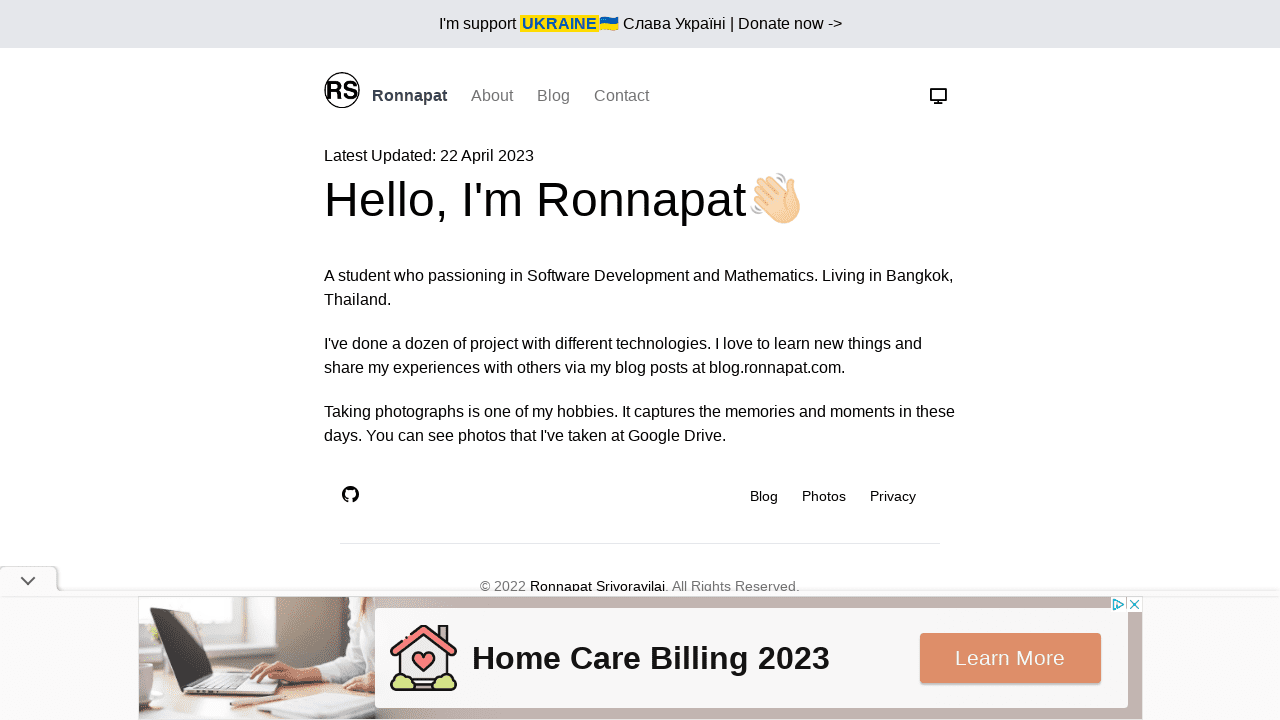 I'm support UKRAINE🇺🇦 Слава Україні | Donate now ->
RS Ronnapat About Blog Contact
Latest Updated: 22 April 2023
Hello, I'm Ronnapat👋🏻
A student who passioning in Software Development and Mathematics. Living in Bangkok,
Thailand.
I've done a dozen of project with different technologies. I love to learn new things and
share my experiences with others via my blog posts at blog.ronnapat.com.
Taking photographs is one of my hobbies. It captures the memories and moments in these
days. You can see photos that I've taken at Google Drive.
Blog Photos Privacy
© 2022 Ronnapat Srivoravilai. All Rights Reserved.
Home Care Billing 2023
Learn More